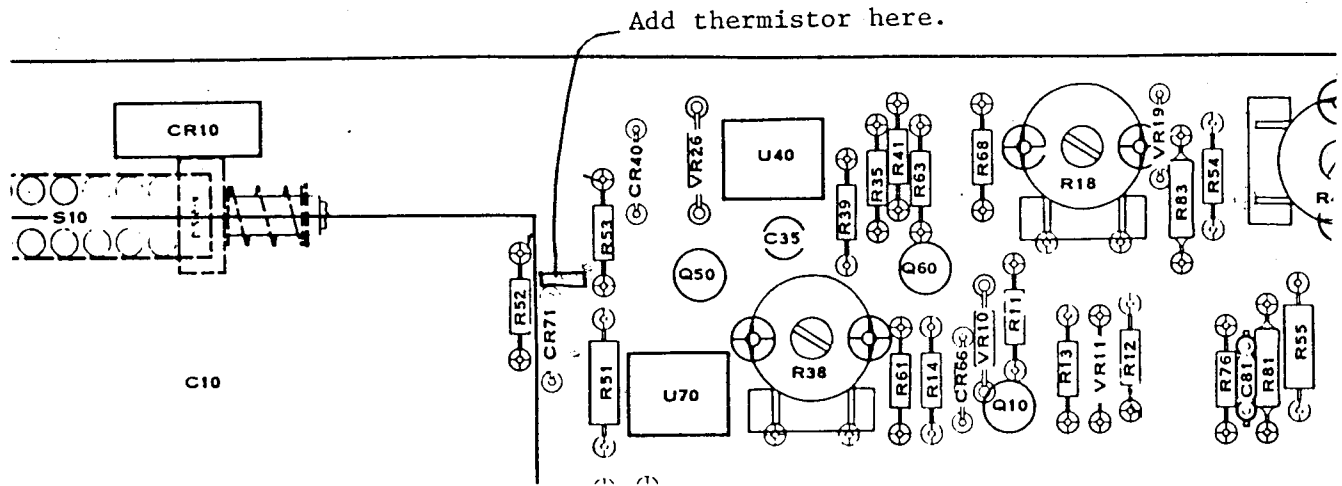 Add thermistor here.
CR10
S10
C10
R52
CR71
R53
CR40
VR26
U40
C35
Q50
R51
U70
R38
R39
R35
R41
R63
Q60
R68
R18
VR19
R83
R54
R61
R14
CR66
VR10
R11
Q10
R13
VR11
R12
R76
C81
R81
R55